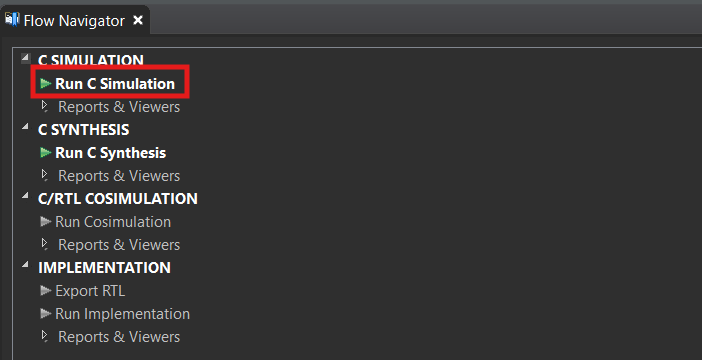 Flow Navigator ×
C SIMULATION
Run C Simulation
Reports & Viewers
C SYNTHESIS
Run C Synthesis
Reports & Viewers
C/RTL COSIMULATION
Run Cosimulation
Reports & Viewers
IMPLEMENTATION
Export RTL
Run Implementation
Reports & Viewers